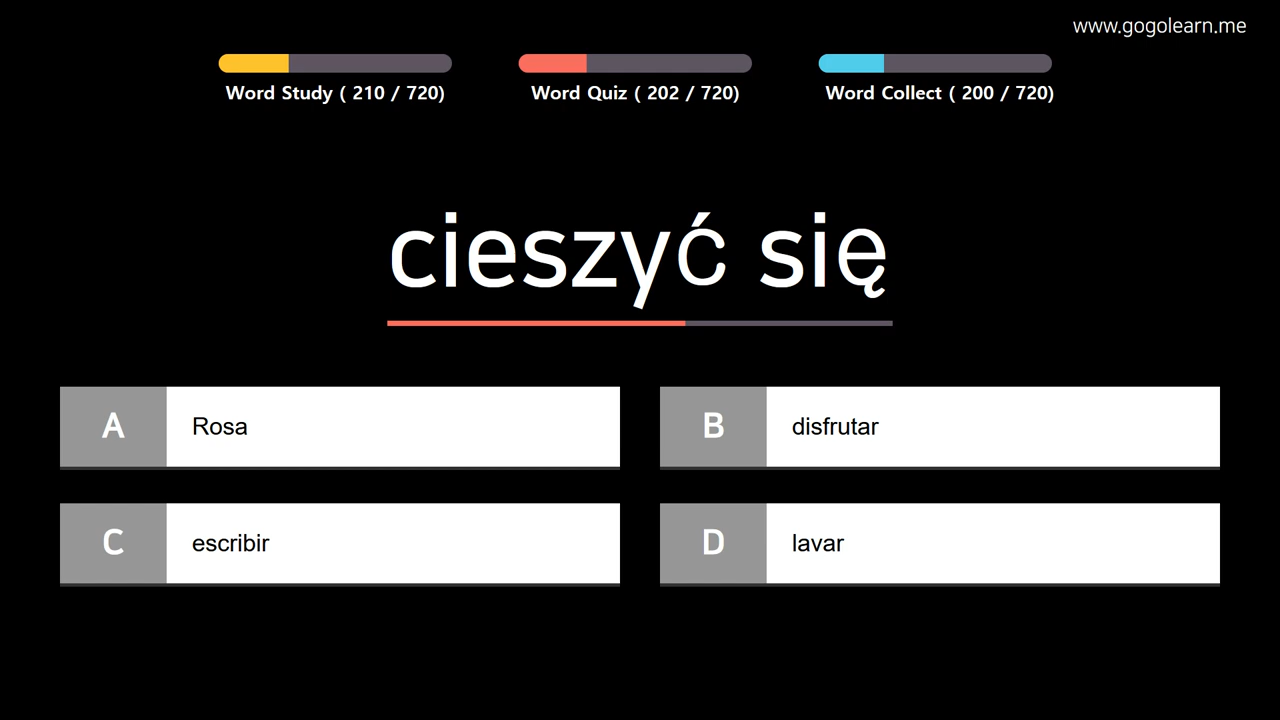 www.gogolearn.me
Word Study ( 210 / 720)
Word Quiz ( 202 / 720)
Word Collect ( 200 / 720)
cieszyć się
A Rosa
B disfrutar
C escribir
D lavar